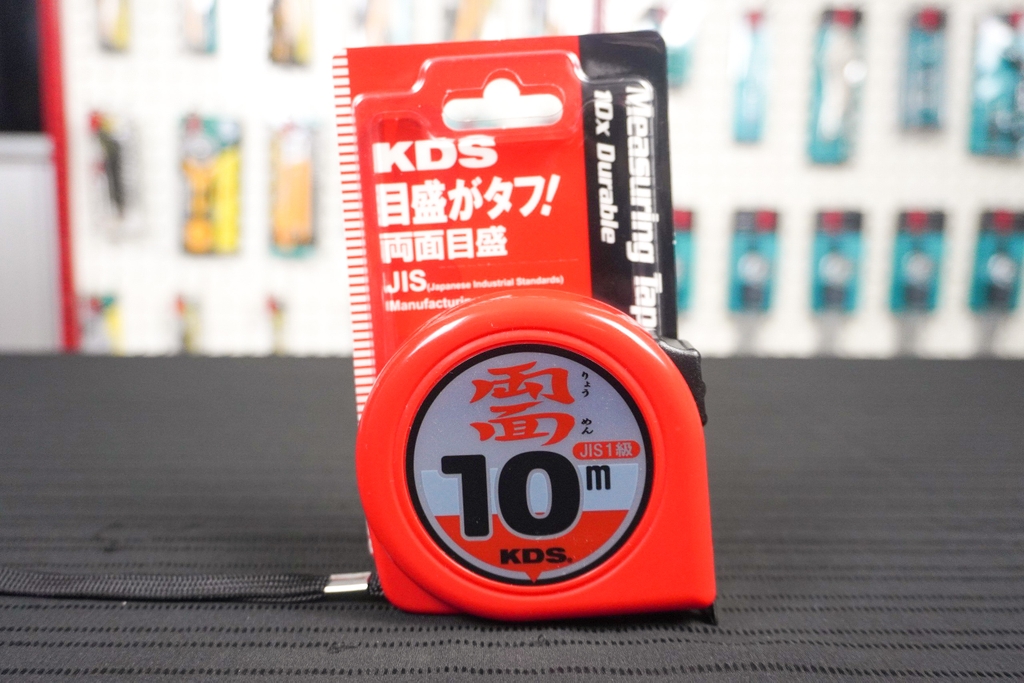 KDS
目盛がタフ!
両面目盛
JIS(Japanese Industrial Standards)
Measuring
10x Durable
両面
りょう
めん
JIS1級
10m
KDS